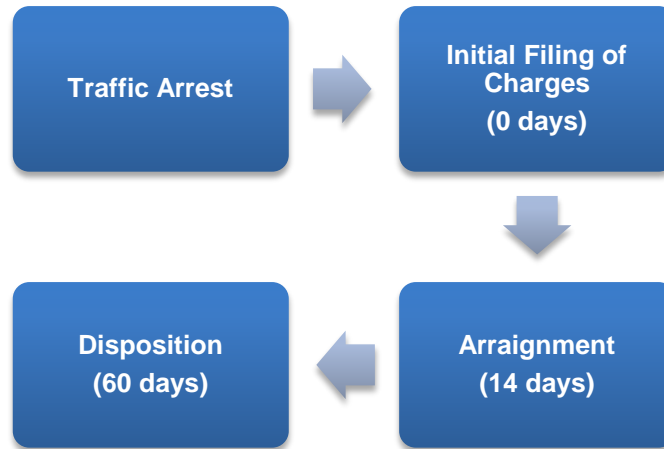 Traffic Arrest
Initial Filing of
Charges
(0 days)
Arraignment
(14 days)
Disposition
(60 days)